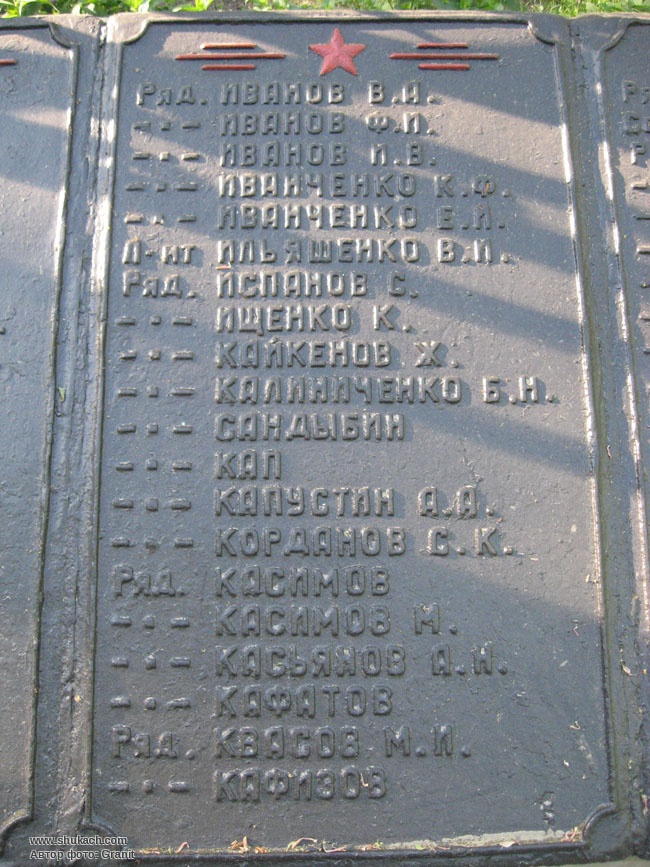 Ряд. ИВАНОВ В.А.
-·- ИВАНОВ Ф.И.
-·- ИВАНОВ И.В.
-·- ИВАНЧЕНКО К.Ф.
-·- ИВАНЧЕНКО Е.И.
Л-нт ИЛЬЯШЕНКО В.И.
Ряд. ИСПАНОВ С.
-·- ИЩЕНКО К.
-·- КАЙКЕНОВ Ж.
-·- КАЛИНИЧЕНКО Б.Н.
-·- САНДЫБИН
-·- КАП
-·- КАПУСТИН А.А.
-·- КОРДАНОВ С.К.
Ряд. КАСИМОВ
-·- КАСИМОВ М.
-·- КАСЬЯНОВ А.Н.
-·- КАФАТОВ
Ряд. КВАСОВ М.И.
-·- КАФИЗОВ
www.shukach.com
Автор фото: Granit